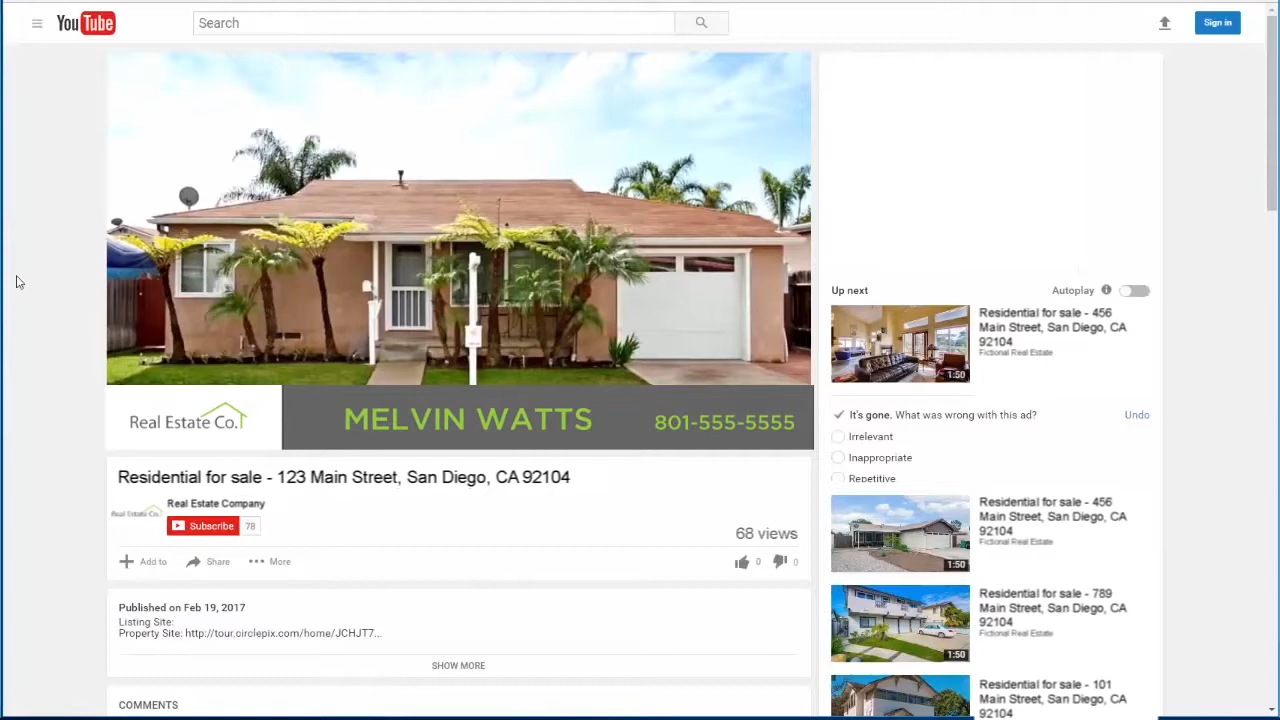 YouTube
Search
Sign in
Real Estate Co.
MELVIN WATTS
801-555-5555
Residential for sale - 123 Main Street, San Diego, CA 92104
Real Estate Co.
Real Estate Company
Subscribe 78
68 views
Add to
Share
More
0
0
Published on Feb 19, 2017
Listing Site:
Property Site: http://tour.circlepix.com/home/JCHJT7...
SHOW MORE
COMMENTS
Up next
Autoplay
1:50
Residential for sale - 456
Main Street, San Diego, CA
92104
Fictional Real Estate
It's gone. What was wrong with this ad?
Undo
Irrelevant
Inappropriate
Repetitive
1:50
Residential for sale - 456
Main Street, San Diego, CA
92104
Fictional Real Estate
1:50
Residential for sale - 789
Main Street, San Diego, CA
92104
Fictional Real Estate
Residential for sale - 101
Main Street, San Diego, CA
92104